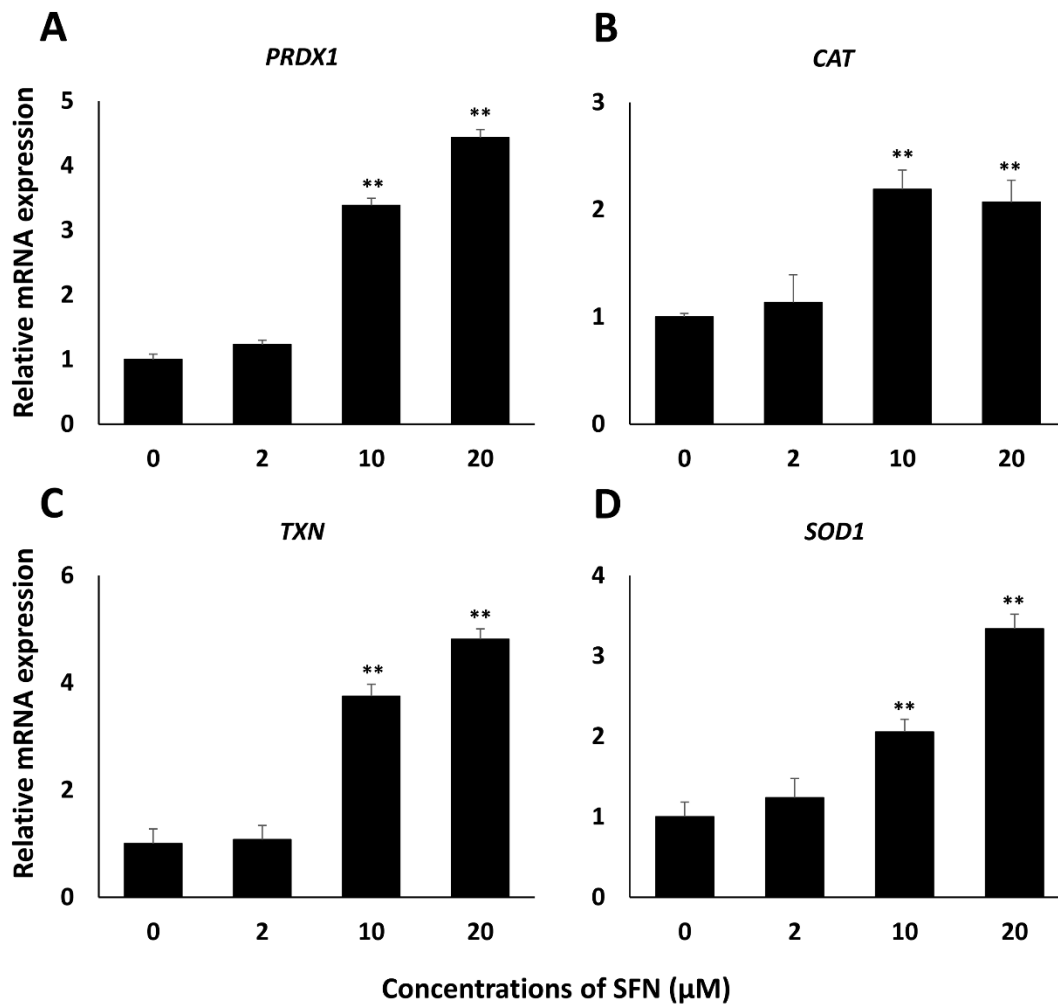 A
PRDX1
Relative mRNA expression
5
4
3
2
1
0
**
**
0 2 10 20
B
CAT
3
2
1
0
**
**
0 2 10 20
C
TXN
Relative mRNA expression
6
4
2
0
**
**
0 2 10 20
D
SOD1
4
3
2
1
0
**
**
0 2 10 20
Concentrations of SFN (μM)